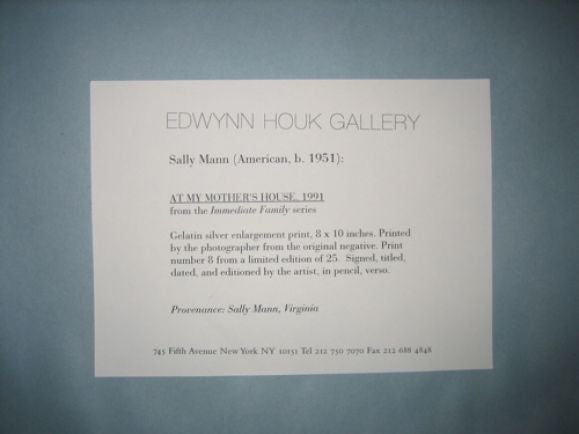 EDWYNN HOUK GALLERY
Sally Mann (American, b. 1951):
AT MY MOTHER'S HOUSE, 1991
from the Immediate Family series
Gelatin silver enlargement print, 8 x 10 inches. Printed
by the photographer from the original negative. Print
number 8 from a limited edition of 25. Signed, titled,
dated, and editioned by the artist, in pencil, verso.
Provenance: Sally Mann, Virginia
745 Fifth Avenue New York NY 10151 Tel 212 750 7070 Fax 212 688 4848